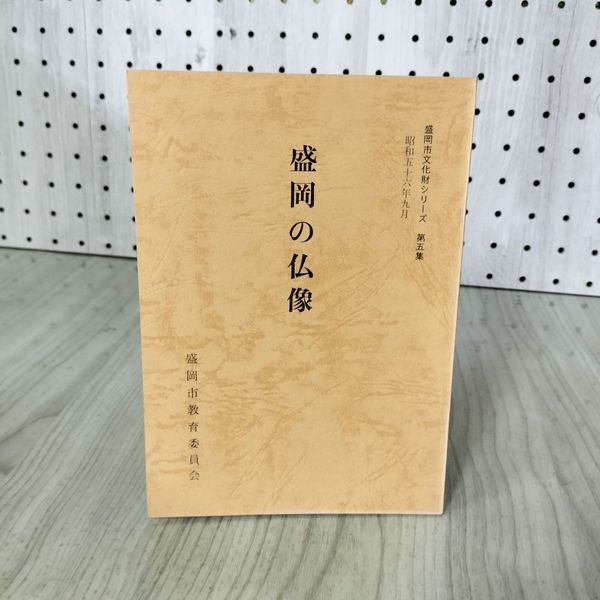 盛岡市文化財シリーズ 第五集
昭和五十六年九月
盛岡の仏像
盛岡市教育委員会